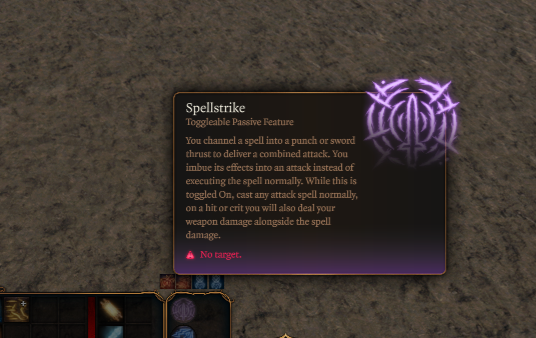 Spellstrike
Toggleable Passive Feature
You channel a spell into a punch or sword
thrust to deliver a combined attack. You
imbue its effects into an attack instead of
executing the spell normally. While this is
toggled On, cast any attack spell normally,
on a hit or crit you will also deal your
weapon damage alongside the spell
damage.
No target.